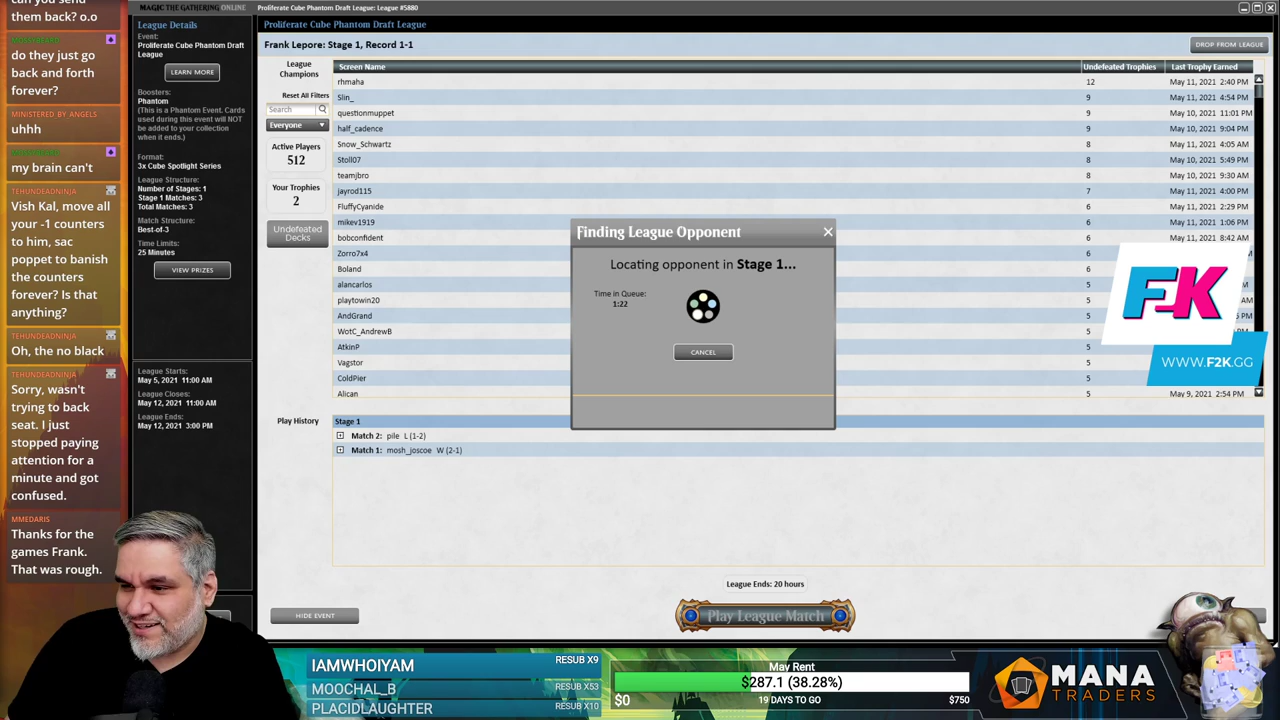 can you send
them back? o.o
do they just go
back and forth
forever?
MINISTERED BY ANGELS
uhhh
my brain can't
TEHUNDEADNINJA
Vish Kal, move all
your -1 counters
to him, sac
poppet to banish
the counters
forever? Is that
anything?
TEHUNDEADNINJA
Oh, the no black
TEHUNDEADNINJA
Sorry, wasn't
trying to back
seat. I just
stopped paying
attention for a
minute and got
confused.
MMEDARIS
Thanks for the
games Frank.
That was rough.
MAGIC THE GATHERING ONLINE
Proliferate Cube Phantom Draft League: League #5880
League Details
Event:
Proliferate Cube Phantom Draft
League
LEARN MORE
Boosters:
Phantom
(This is a Phantom Event. Cards
used during this event will NOT
be added to your collection
when it ends.)
Format:
3x Cube Spotlight Series
League Structure:
Number of Stages: 1
Stage 1 Matches: 3
Total Matches: 3
Match Structure:
Best-of-3
Time Limits:
25 Minutes
VIEW PRIZES
League Starts:
May 5, 2021 11:00 AM
League Closes:
May 12, 2021 11:00 AM
League Ends:
May 12, 2021 3:00 PM
Proliferate Cube Phantom Draft League
Frank Lepore: Stage 1, Record 1-1
DROP FROM LEAGUE
League
Champions
Reset All Filters
Search
Everyone
Active Players
512
Your Trophies
2
Undefeated
Decks
Screen Name Undefeated Trophies Last Trophy Earned
rhmaha 12 May 11, 2021 2:40 PM
Slin_ 9 May 11, 2021 4:54 PM
questionmuppet 9 May 10, 2021 11:01 PM
half_cadence 9 May 10, 2021 9:04 PM
Snow_Schwartz 8 May 11, 2021 4:05 AM
Stoll07 8 May 10, 2021 5:49 PM
teamjbro 8 May 10, 2021 9:30 AM
jayrod115 7 May 11, 2021 4:00 PM
FluffyCyanide 6 May 11, 2021 2:29 PM
mikev1919 6 May 11, 2021 1:06 PM
bobconfident 6 May 11, 2021 8:42 AM
Zorro7x4 6
Boland 6
alancarlos 5
playtowin20 5
AndGrand 5
WotC_AndrewB 5
AtkinP 5
Vagstor 5
ColdPier 5
Alican 5 May 9, 2021 2:54 PM
Finding League Opponent
Locating opponent in Stage 1...
Time in Queue:
1:22
CANCEL
F2K
WWW.F2K.GG
Play History
Stage 1
Match 2: pile L (1-2)
Match 1: mosh_joscoe W (2-1)
League Ends: 20 hours
HIDE EVENT
Play League Match
IAMWHOIYAM RESUB X9
MOOCHAL_B RESUB X53
PLACIDLAUGHTER RESUB X10
May Rent
$287.1 (38.28%)
$0 19 DAYS TO GO $750
MANA
TRADERS